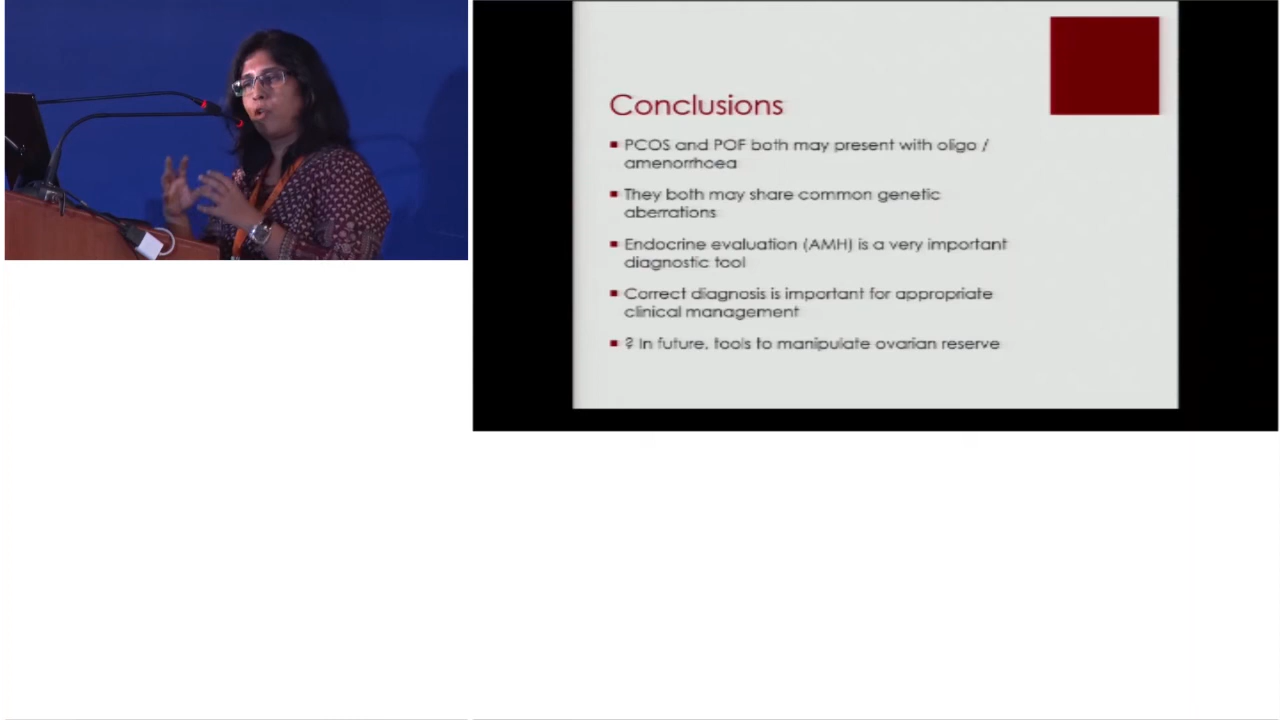 Conclusions
PCOS and POF both may present with oligo /
amenorrhoea
They both may share common genetic
aberrations
Endocrine evaluation (AMH) is a very important
diagnostic tool
Correct diagnosis is important for appropriate
clinical management
? In future, tools to manipulate ovarian reserve